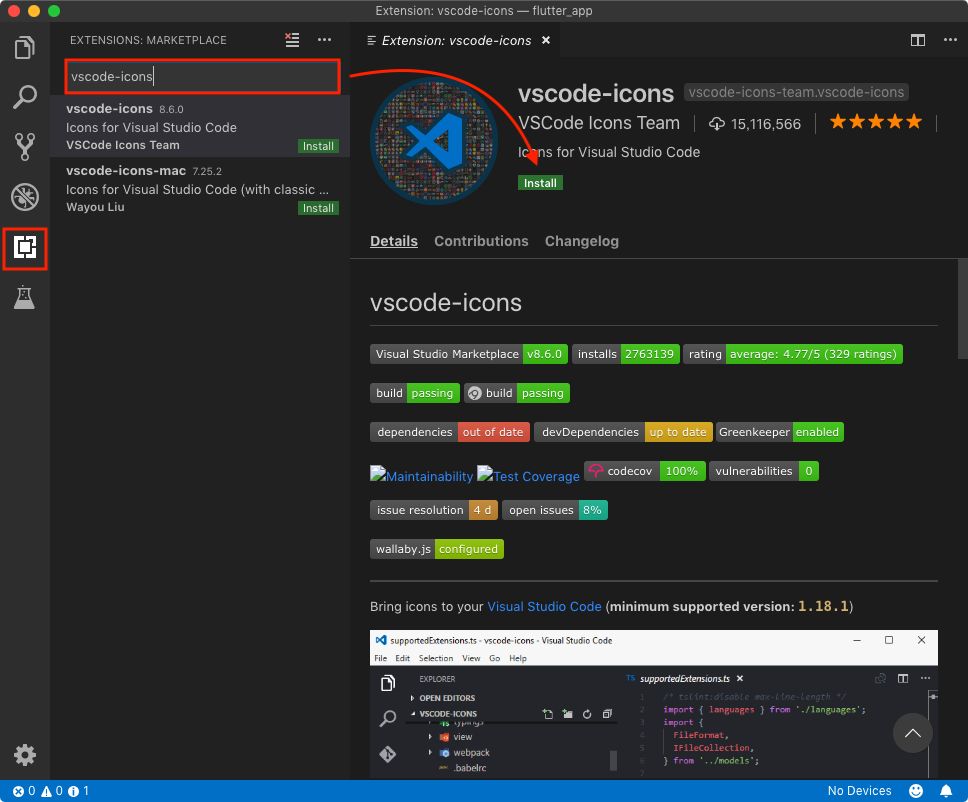 Extension: vscode-icons — flutter_app
EXTENSIONS: MARKETPLACE
vscode-icons
vscode-icons 8.6.0
Icons for Visual Studio Code
VSCode Icons Team Install
vscode-icons-mac 7.25.2
Icons for Visual Studio Code (with classic ...
Wayou Liu Install
Extension: vscode-icons
vscode-icons vscode-icons-team.vscode-icons
VSCode Icons Team 15,116,566
Icons for Visual Studio Code
Install
Details Contributions Changelog
vscode-icons
Visual Studio Marketplace v8.6.0 installs 2763139 rating average: 4.77/5 (329 ratings)
build passing build passing
dependencies out of date devDependencies up to date Greenkeeper enabled
Maintainability Test Coverage codecov 100% vulnerabilities 0
issue resolution 4 d open issues 8%
wallaby.js configured
Bring icons to your Visual Studio Code (minimum supported version: 1.18.1)
supportedExtensions.ts - vscode-icons - Visual Studio Code
File Edit Selection View Go Help
EXPLORER
OPEN EDITORS
VSCODE-ICONS
typings
view
webpack
.babelrc
TS supportedExtensions.ts
1 /* tslint:disable max-line-length */
2 import { languages } from './languages';
3 import {
4 FileFormat,
5 IFileCollection,
6 } from '../models';
7
0 0 1 No Devices